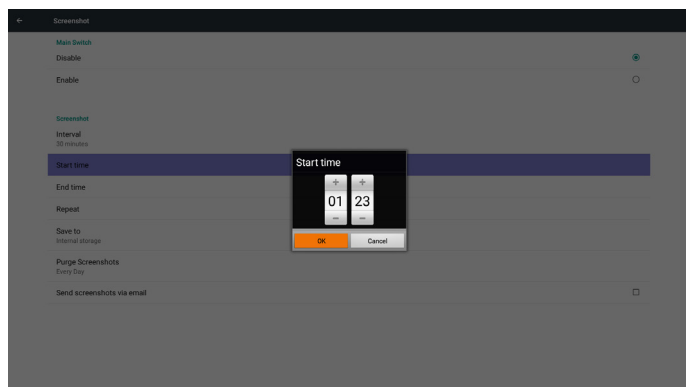 Screenshot
Main Switch
Disable
Enable
Screenshot
Interval
30 minutes
Start time
End time
Repeat
Save to
Internal storage
Purge Screenshots
Every Day
Send screenshots via email
Start time
+ +
01 23
− −
OK Cancel